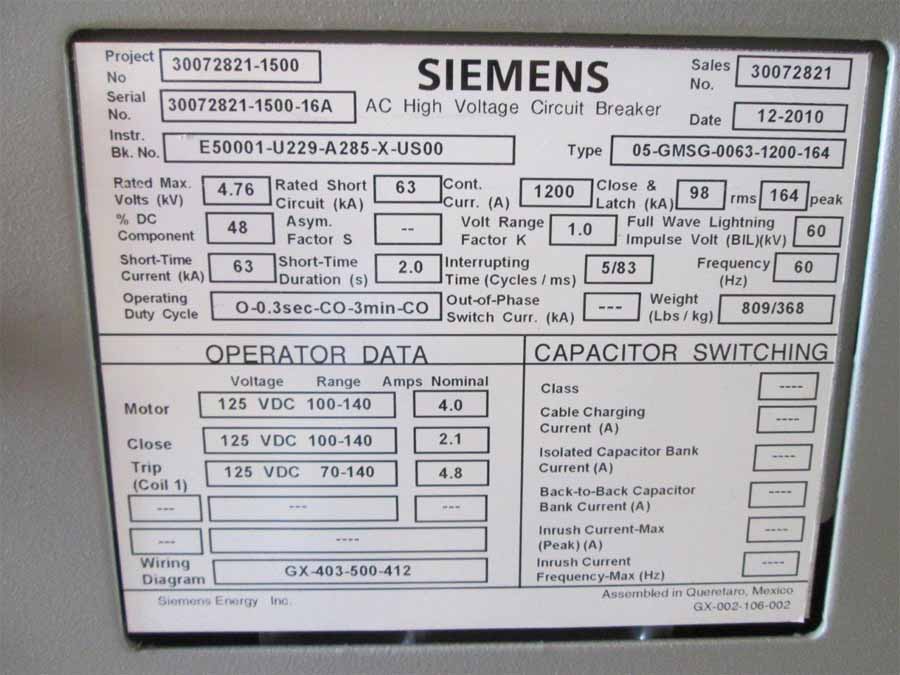 Project No 30072821-1500 SIEMENS Sales No. 30072821
Serial No. 30072821-1500-16A AC High Voltage Circuit Breaker Date 12-2010
Instr. Bk. No. E50001-U229-A285-X-US00 Type 05-GMSG-0063-1200-164
Rated Max. Volts (kV) 4.76 Rated Short Circuit (kA) 63 Cont. Curr. (A) 1200 Close & Latch (kA) 98 rms 164 peak
% DC Component 48 Asym. Factor S -- Volt Range Factor K 1.0 Full Wave Lightning Impulse Volt (BIL)(kV) 60
Short-Time Current (kA) 63 Short-Time Duration (s) 2.0 Interrupting Time (Cycles / ms) 5/83 Frequency (Hz) 60
Operating Duty Cycle O-0.3sec-CO-3min-CO Out-of-Phase Switch Curr. (kA) --- Weight (Lbs / kg) 809/368
OPERATOR DATA
Voltage Range Amps Nominal
Motor 125 VDC 100-140 4.0
Close 125 VDC 100-140 2.1
Trip (Coil 1) 125 VDC 70-140 4.8
--- --- ---
--- ----
Wiring Diagram GX-403-500-412
CAPACITOR SWITCHING
Class ----
Cable Charging Current (A) ----
Isolated Capacitor Bank Current (A) ----
Back-to-Back Capacitor Bank Current (A) ----
Inrush Current-Max (Peak) (A) ----
Inrush Current Frequency-Max (Hz) ----
Siemens Energy Inc.
Assembled in Queretaro, Mexico
GX-002-106-002